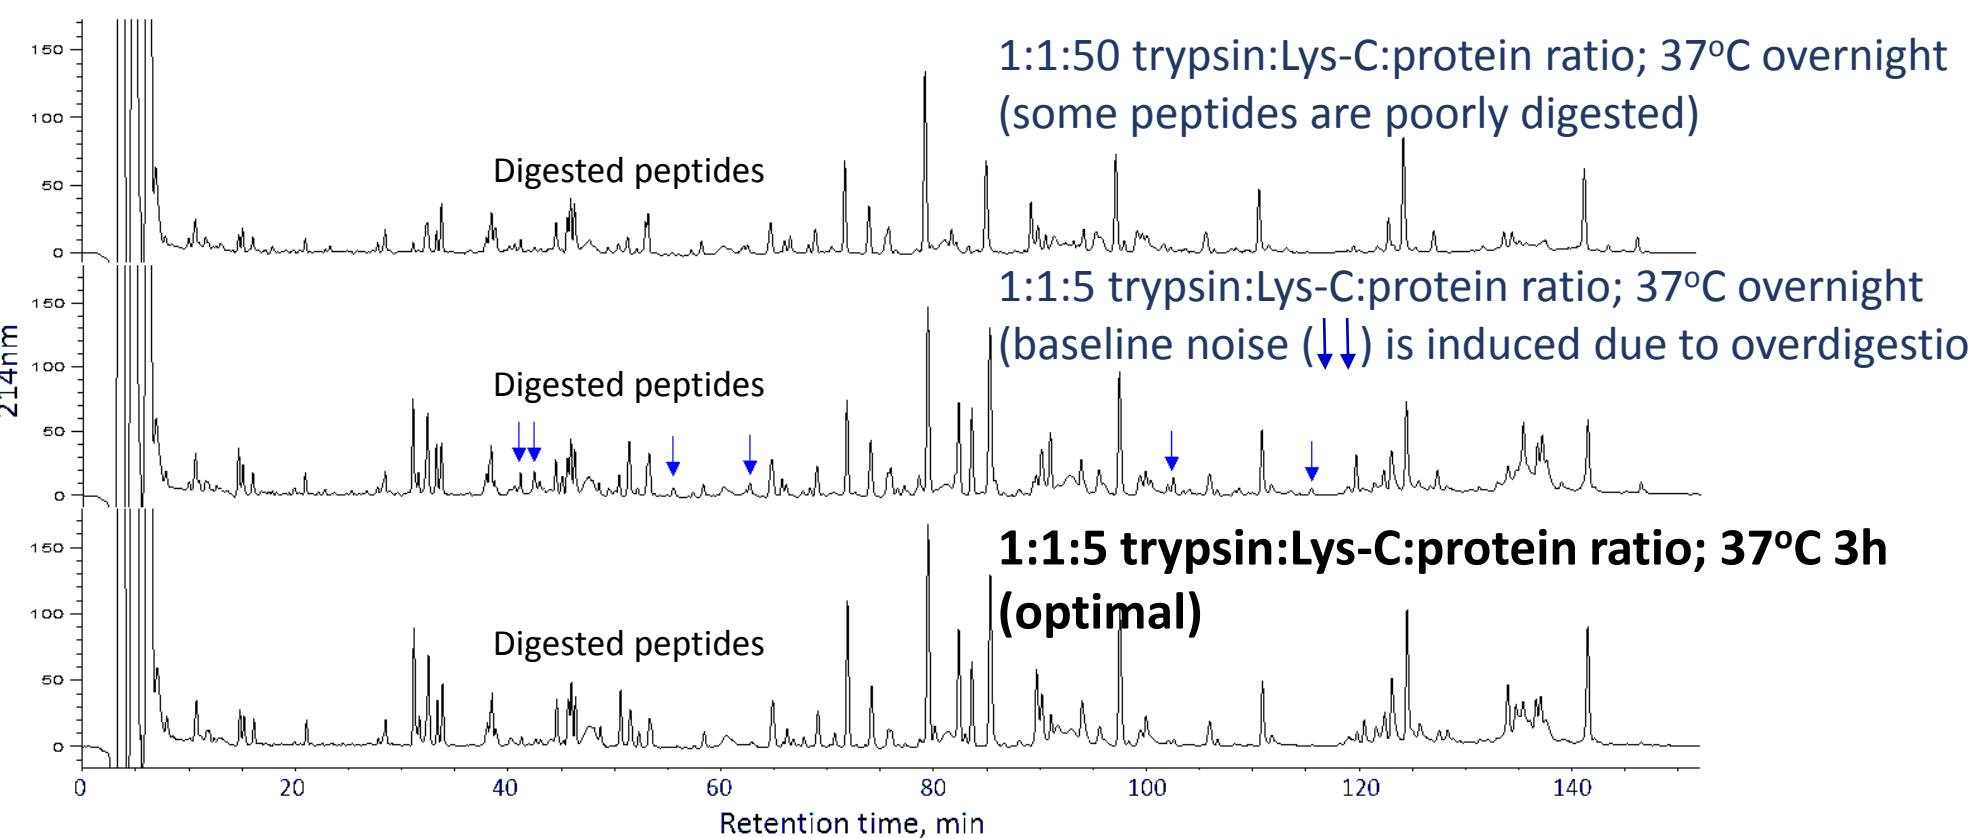 1:1:50 trypsin:Lys-C:protein ratio; 37ºC overnight
(some peptides are poorly digested)
150
100
50
0
Digested peptides
1:1:5 trypsin:Lys-C:protein ratio; 37ºC overnight
(baseline noise (↓↓) is induced due to overdigestio
150
100
50
0
Digested peptides
214nm
1:1:5 trypsin:Lys-C:protein ratio; 37ºC 3h
(optimal)
150
100
50
0
Digested peptides
0 20 40 60 80 100 120 140
Retention time, min